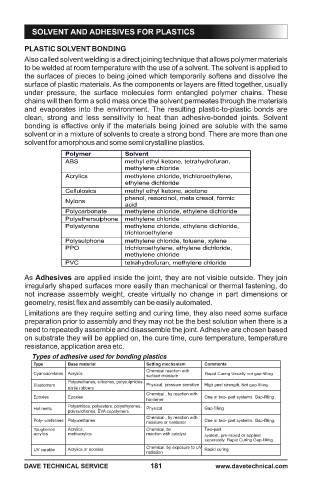 SOLVENT AND ADHESIVES FOR PLASTICS
PLASTIC SOLVENT BONDING
Also called solvent welding is a direct joining technique that allows polymer materials
to be welded at room temperature with the use of a solvent. The solvent is applied to
the surfaces of pieces to being joined which temporarily softens and dissolve the
surface of plastic materials. As the components or layers are fitted together, usually
under pressure, the surface molecules form entangled polymer chains. These
chains will then form a solid mass once the solvent permeates through the materials
and evaporates into the environment. The resulting plastic-to-plastic bonds are
clean, strong and less sensitivity to heat than adhesive-bonded joints. Solvent
bonding is effective only if the materials being joined are soluble with the same
solvent or in a mixture of solvents to create a strong bond. There are more than one
solvent for amorphous and some semi crystalline plastics.
Polymer Solvent
ABS methyl ethyl ketone, tetrahydrofuran,
methylene chloride
Acrylics methylene chloride, trichloroethylene,
ethylene dichloride
Cellulosics methyl ethyl ketone, acetone
Nylons phenol, resorcinol, meta cresol, formic
acid
Polycarbonate methylene chloride, ethylene dichloride
Polyethersulphone methylene chloride
Polystyrene methylene chloride, ethylene dichloride,
trichloroethylene
Polysulphone methylene chloride, toluene, xylene
PPO trichloroethylene, ethylene dichloride,
methylene chloride
PVC tetrahydrofuran, methylene chloride
As Adhesives are applied inside the joint, they are not visible outside. They join
irregularly shaped surfaces more easily than mechanical or thermal fastening, do
not increase assembly weight, create virtually no change in part dimensions or
geometry, resist flex and assembly can be easily automated.
Limitations are they require setting and curing time, they also need some surface
preparation prior to assembly and they may not be the best solution when there is a
need to repeatedly assemble and disassemble the joint. Adhesive are chosen based
on substrate they will be applied on, the cure time, cure temperature, temperature
resistance, application area etc.
Types of adhesive used for bonding plastics
Type Base material Setting mechanism Comments
Cyanoacrylates Acrylics Chemical reaction with
surface moisture Rapid Curing Usually not gap-filling
Elastomers Polyurethanes, silicones, polysulphides,
nitrile rubbers Physical, pressure sensitive High peel strength. Not gap-filling.
Epoxies Epoxies Chemical , by reaction with
hardener One or two- part systems. Gap-filling.
Hot melts Polyamides, polyesters, polyethylenes,
polyurethanes, EVA copolymers Physical Gap-filling
Poly- urethanes Polyurethanes Chemical , by reaction with
moisture or hardener One or two- part systems. Gap-filling.
Toughened
acrylics Acrylics,
methacrylics Chemical, by
reaction with catalyst Two-part
system, pre-mixed or applied
separately. Rapid Curing Gap-filling
UV curable Acrylics or epoxies Chemical, by exposure to UV
radiation Rapid curing
DAVE TECHNICAL SERVICE 181 www.davetechnical.com